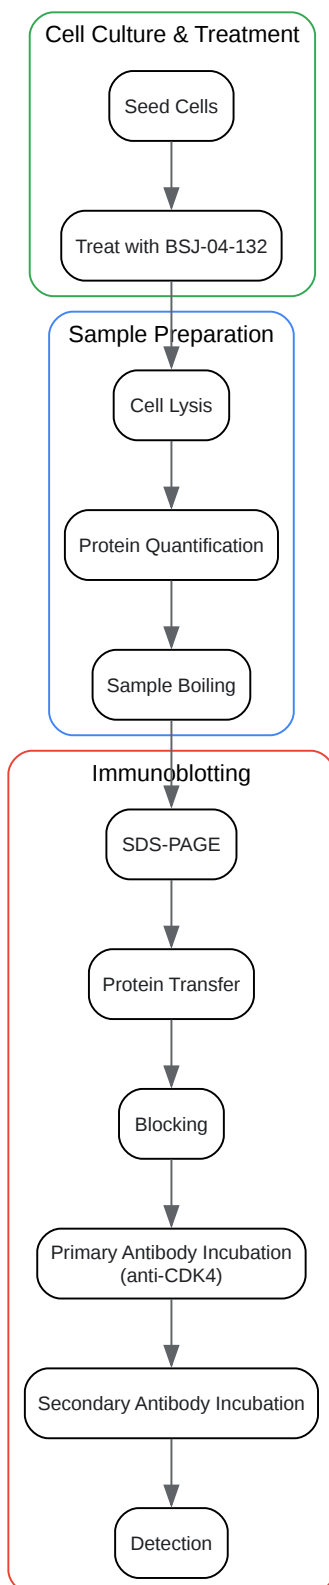 Cell Culture & Treatment
Seed Cells
Treat with BSJ-04-132
Sample Preparation
Cell Lysis
Protein Quantification
Sample Boiling
Immunoblotting
SDS-PAGE
Protein Transfer
Blocking
Primary Antibody Incubation
(anti-CDK4)
Secondary Antibody Incubation
Detection